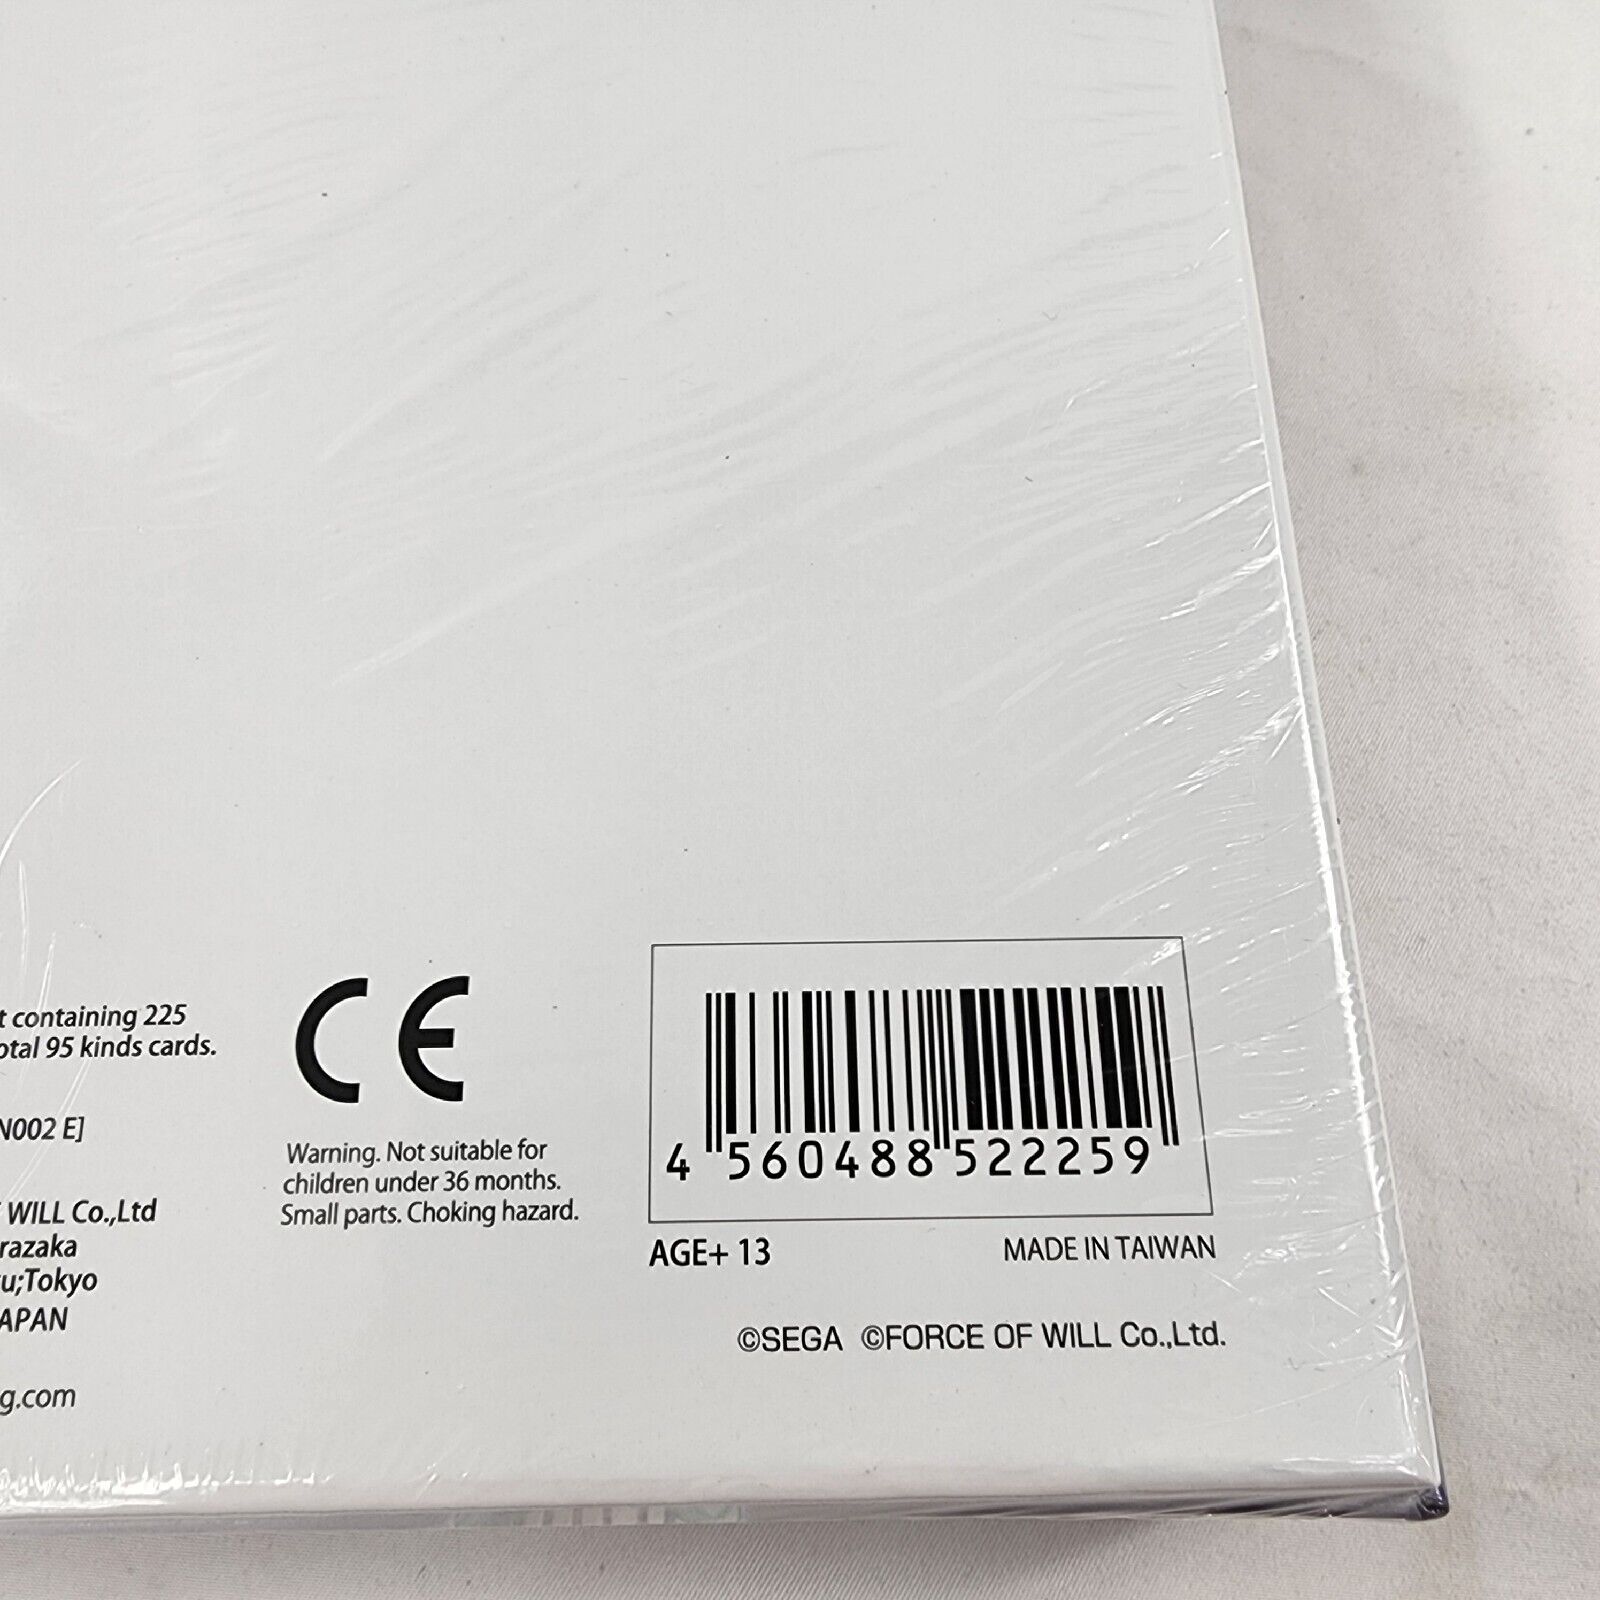 t containing 225
otal 95 kinds cards.
N002 E]
WILL Co.,Ltd
razaka
u;Tokyo
APAN
g.com
CE
Warning. Not suitable for
children under 36 months.
Small parts. Choking hazard.
4 560488 522259
AGE+ 13
MADE IN TAIWAN
©SEGA ©FORCE OF WILL Co.,Ltd.